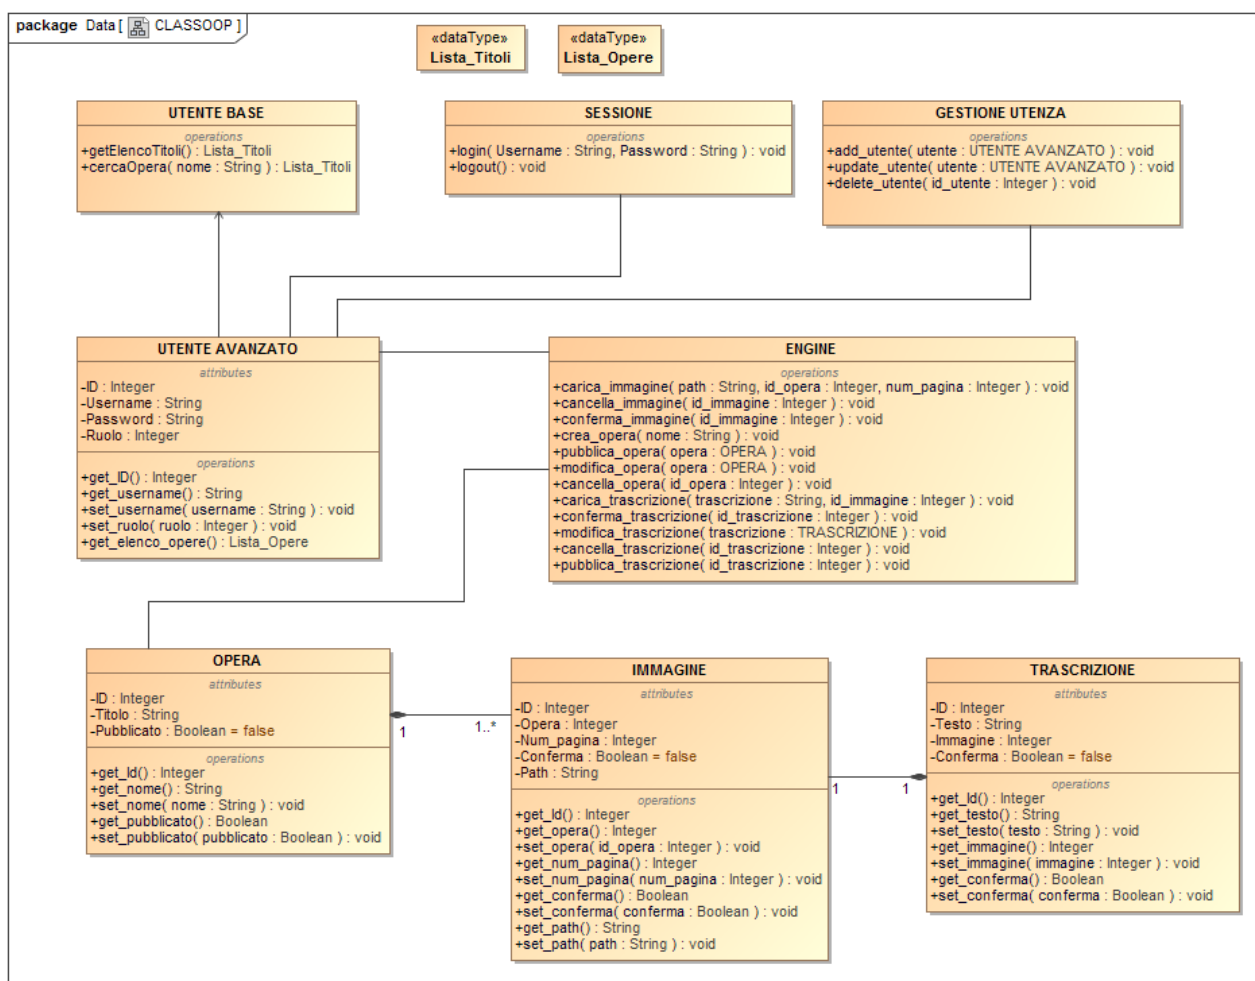 package Data [ CLASSOOP ]
«dataType»
Lista_Titoli
«dataType»
Lista_Opere
UTENTE BASE
operations
+getElencoTitoli() : Lista_Titoli
+cercaOpera( nome : String ) : Lista_Titoli
SESSIONE
operations
+login( Username : String, Password : String ) : void
+logout() : void
GESTIONE UTENZA
operations
+add_utente( utente : UTENTE AVANZATO ) : void
+update_utente( utente : UTENTE AVANZATO ) : void
+delete_utente( id_utente : Integer ) : void
UTENTE AVANZATO
attributes
-ID : Integer
-Username : String
-Password : String
-Ruolo : Integer
operations
+get_ID() : Integer
+get_username() : String
+set_username( username : String ) : void
+set_ruolo( ruolo : Integer ) : void
+get_elenco_opere() : Lista_Opere
ENGINE
operations
+carica_immagine( path : String, id_opera : Integer, num_pagina : Integer ) : void
+cancella_immagine( id_immagine : Integer ) : void
+conferma_immagine( id_immagine : Integer ) : void
+crea_opera( nome : String ) : void
+pubblica_opera( opera : OPERA ) : void
+modifica_opera( opera : OPERA ) : void
+cancella_opera( id_opera : Integer ) : void
+carica_trascrizione( trascrizione : String, id_immagine : Integer ) : void
+conferma_trascrizione( id_trascrizione : Integer ) : void
+modifica_trascrizione( trascrizione : TRASCRIZIONE ) : void
+cancella_trascrizione( id_trascrizione : Integer ) : void
+pubblica_trascrizione( id_trascrizione : Integer ) : void
OPERA
attributes
-ID : Integer
-Titolo : String
-Pubblicato : Boolean = false
operations
+get_Id() : Integer
+get_nome() : String
+set_nome( nome : String ) : void
+get_pubblicato() : Boolean
+set_pubblicato( pubblicato : Boolean ) : void
1
1..*
IMMAGINE
attributes
-ID : Integer
-Opera : Integer
-Num_pagina : Integer
-Conferma : Boolean = false
-Path : String
operations
+get_Id() : Integer
+get_opera() : Integer
+set_opera( id_opera : Integer ) : void
+get_num_pagina() : Integer
+set_num_pagina( num_pagina : Integer ) : void
+get_conferma() : Boolean
+set_conferma( conferma : Boolean ) : void
+get_path() : String
+set_path( path : String ) : void
1
1
TRASCRIZIONE
attributes
-ID : Integer
-Testo : String
-Immagine : Integer
-Conferma : Boolean = false
operations
+get_Id() : Integer
+get_testo() : String
+set_testo( testo : String ) : void
+get_immagine() : Integer
+set_immagine( immagine : Integer ) : void
+get_conferma() : Boolean
+set_conferma( conferma : Boolean ) : void